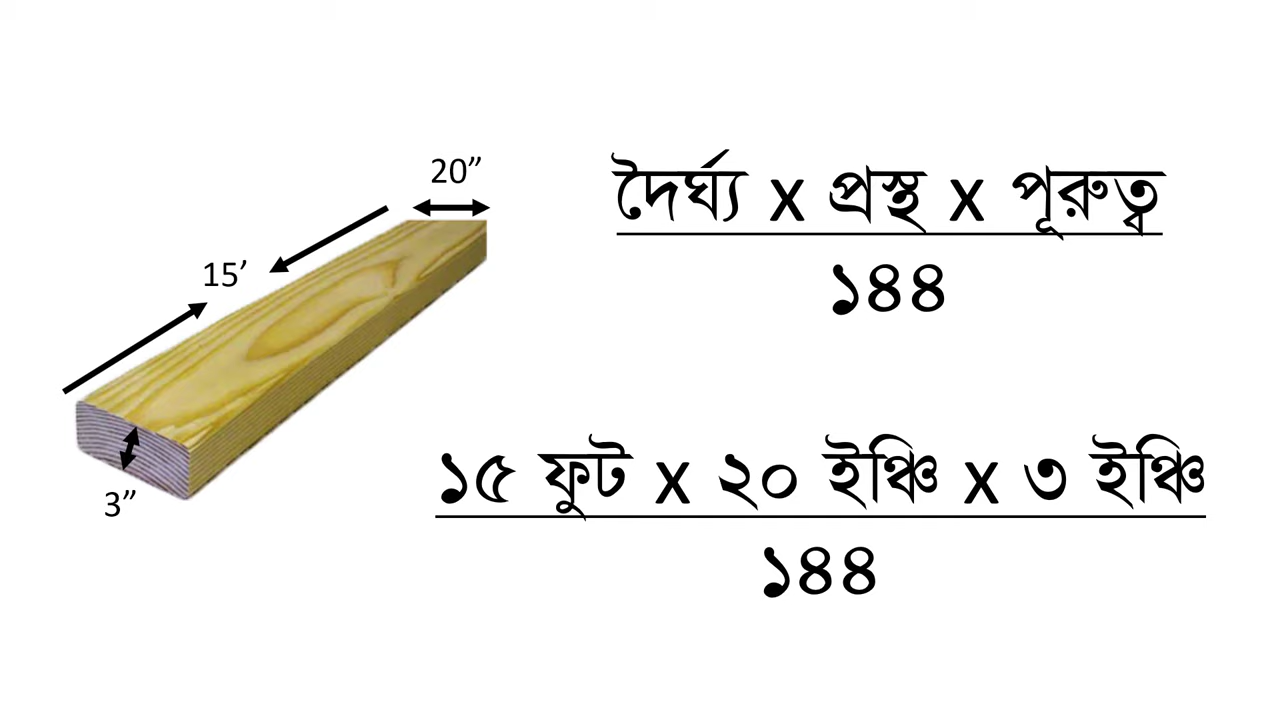 20”
15’
3”
দৈর্ঘ্য x প্রস্থ x পূরুত্ব
১৪৪
১৫ ফুট x ২০ ইঞ্চি x ৩ ইঞ্চি
১৪৪